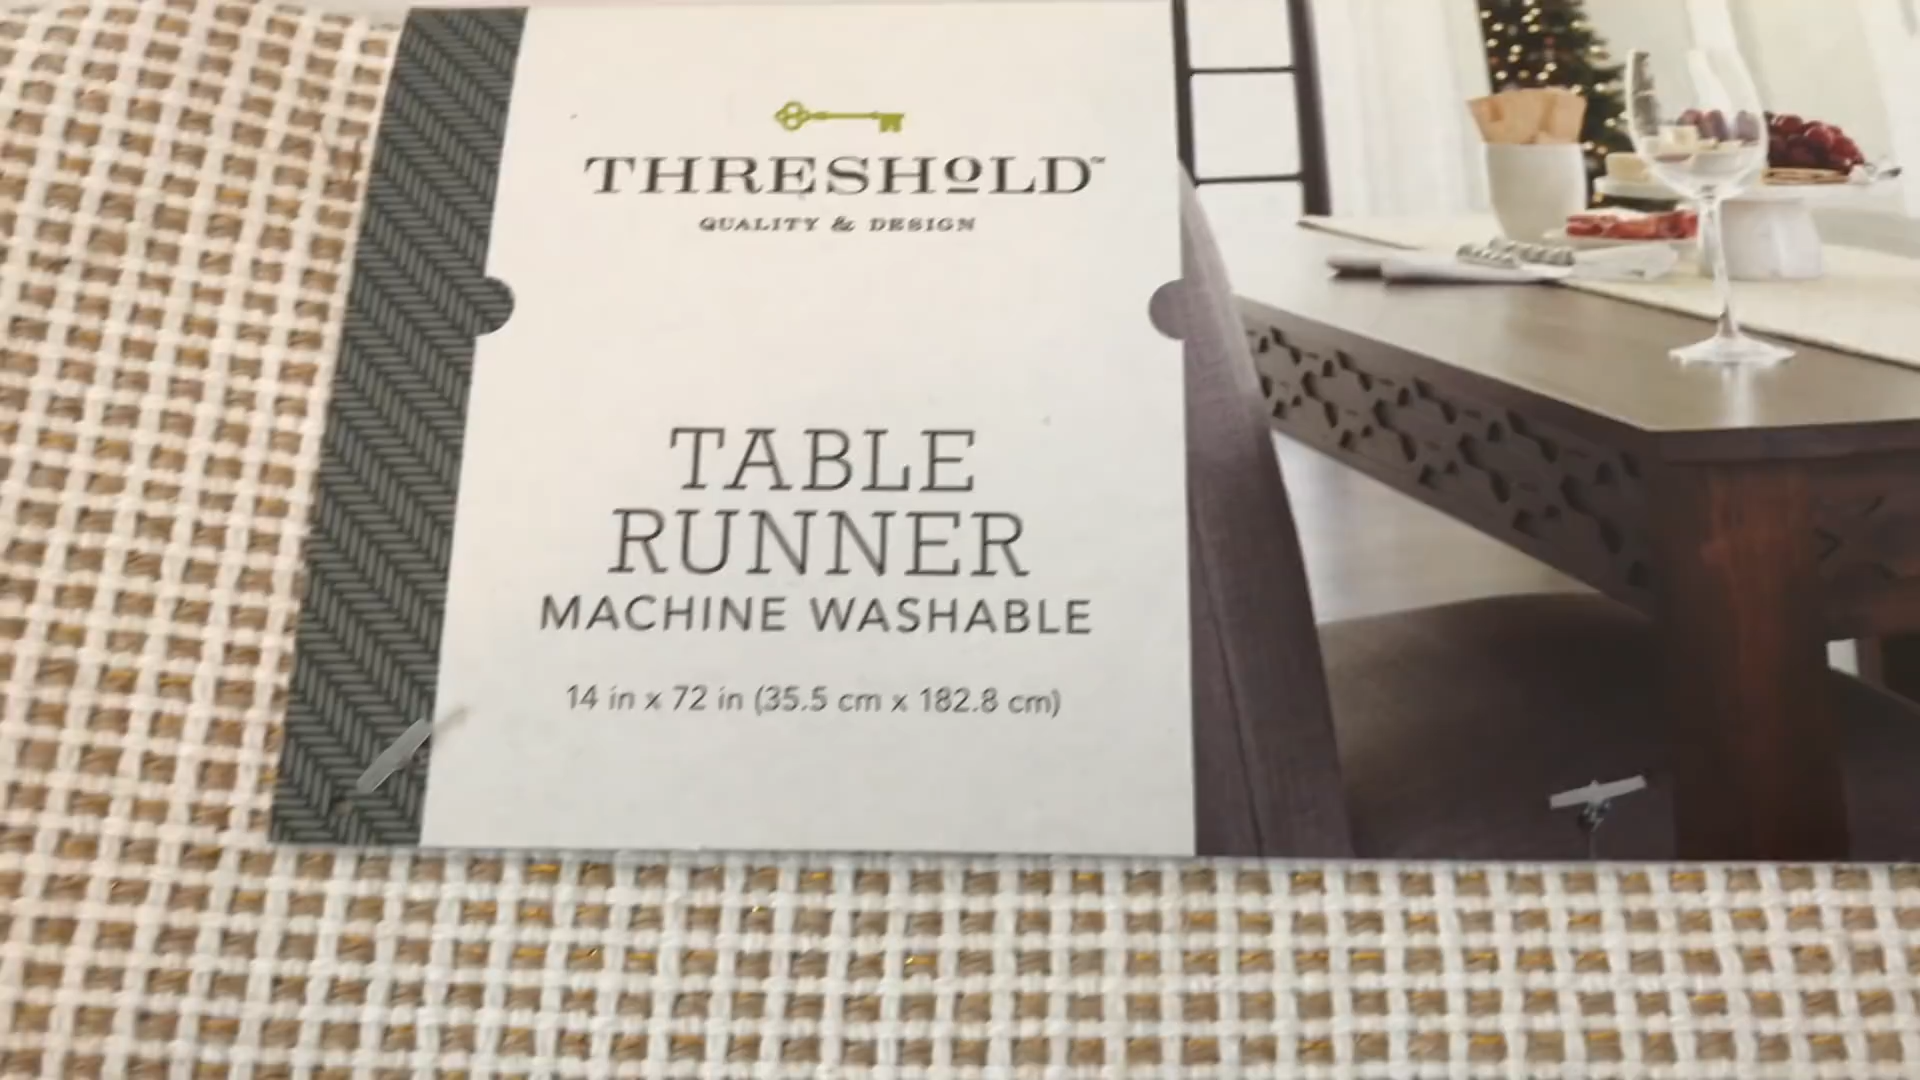 THRESHOLD™
QUALITY & DESIGN
TABLE
RUNNER
MACHINE WASHABLE
14 in x 72 in (35.5 cm x 182.8 cm)